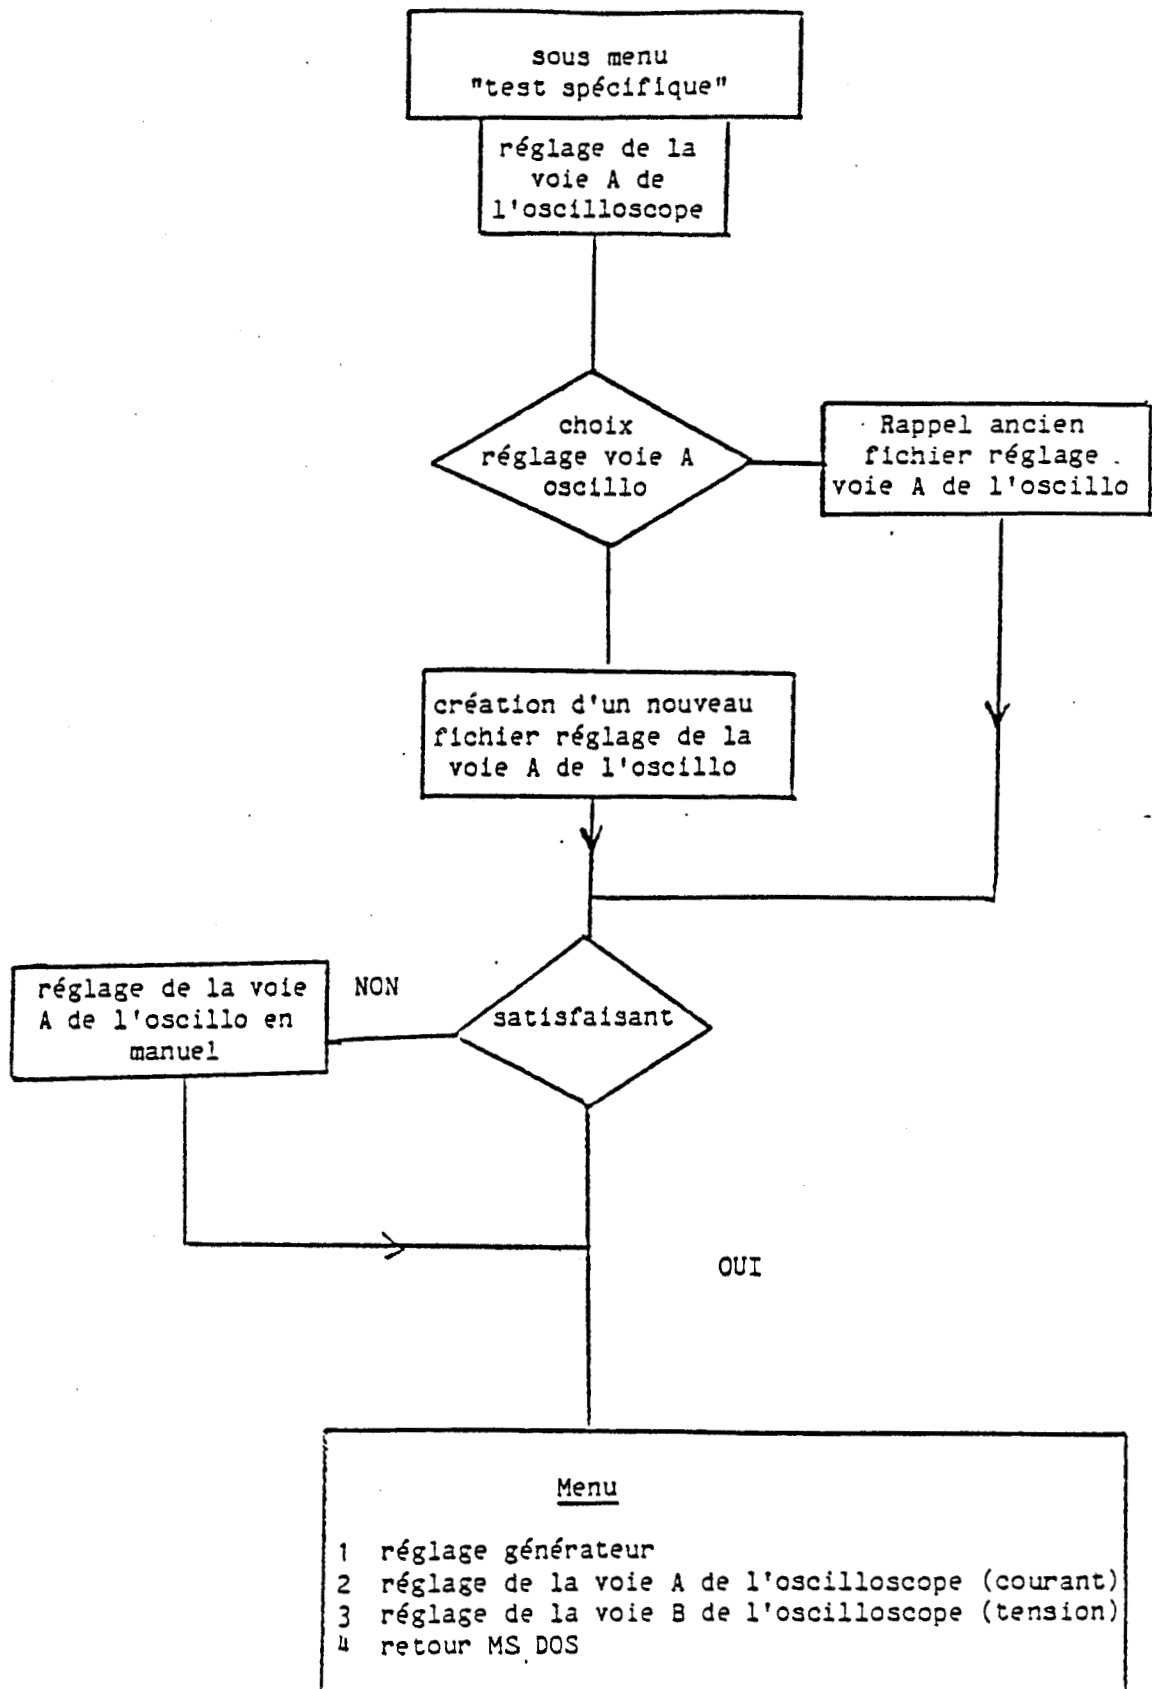 sous menu
"test spécifique"
réglage de la
voie A de
l'oscilloscope
choix
réglage voie A
oscillo
Rappel ancien
fichier réglage
voie A de l'oscillo
création d'un nouveau
fichier réglage de la
voie A de l'oscillo
satisfaisant
NON
réglage de la voie
A de l'oscillo en
manuel
OUI
Menu
1 réglage générateur
2 réglage de la voie A de l'oscilloscope (courant)
3 réglage de la voie B de l'oscilloscope (tension)
4 retour MS DOS